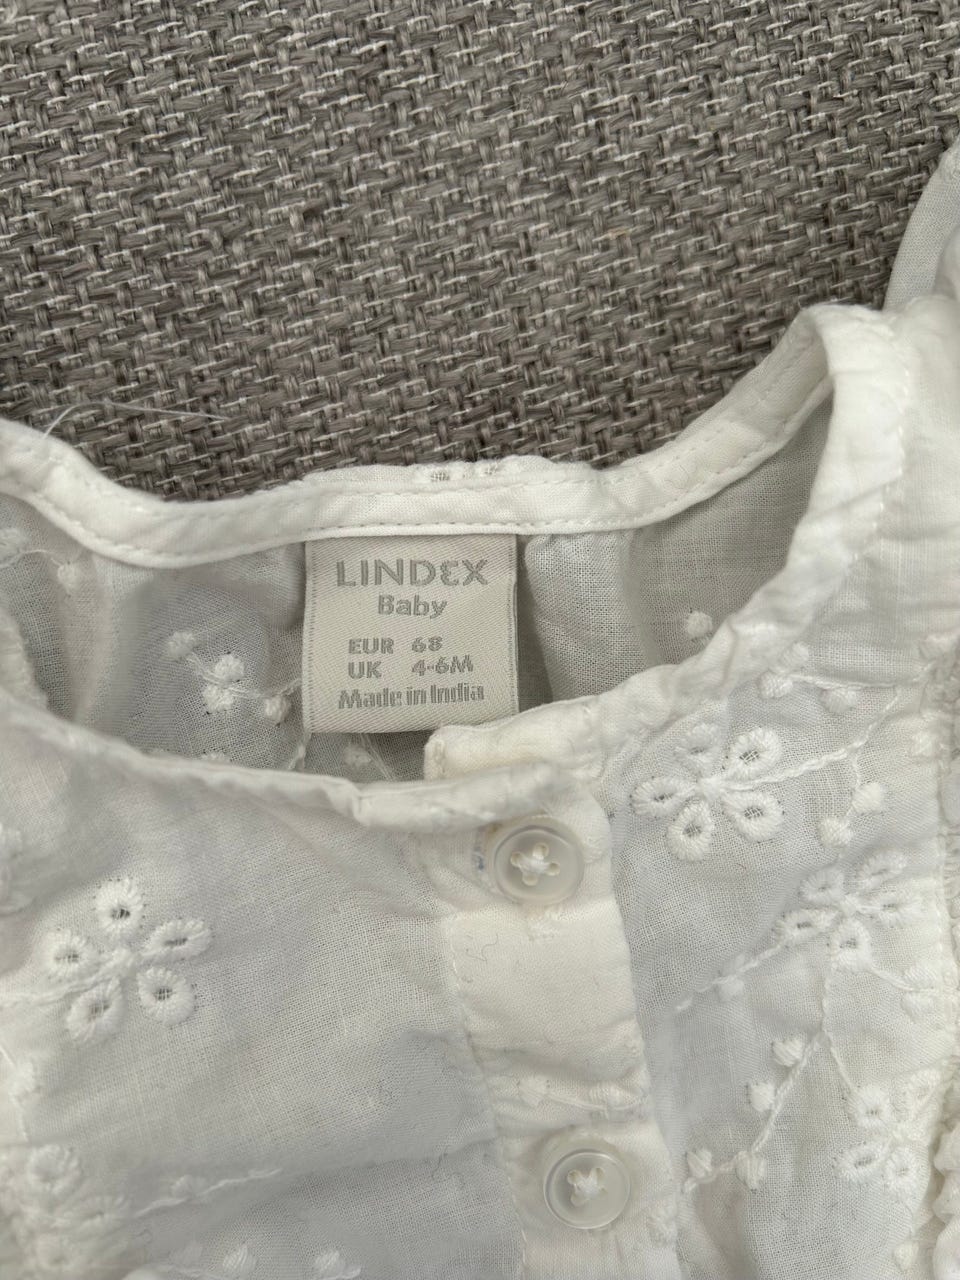 LINDEX
Baby
EUR 68
UK 4-6M
Made in India